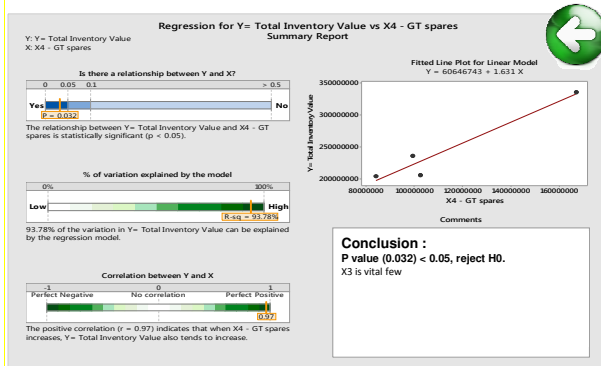 Regression for Y= Total Inventory Value vs X4 - GT spares
Summary Report
Y: Y= Total Inventory Value
X: X4 - GT spares
Is there a relationship between Y and X?
0 0.05 0.1 > 0.5
Yes No
P = 0.032
The relationship between Y= Total Inventory Value and X4 - GT
spares is statistically significant (p < 0.05).
% of variation explained by the model
0% 100%
Low High
R-sq = 93.78%
93.78% of the variation in Y= Total Inventory Value can be explained
by the regression model.
Correlation between Y and X
-1 0 1
Perfect Negative No correlation Perfect Positive
0.97
The positive correlation (r = 0.97) indicates that when X4 - GT spares
increases, Y= Total Inventory Value also tends to increase.
Fitted Line Plot for Linear Model
Y = 60646743 + 1.631 X
350000000
300000000
250000000
200000000
Y= Total Inventory Value
80000000 100000000 120000000 140000000 160000000
X4 - GT spares
Comments
Conclusion :
P value (0.032) < 0.05, reject H0.
X3 is vital few